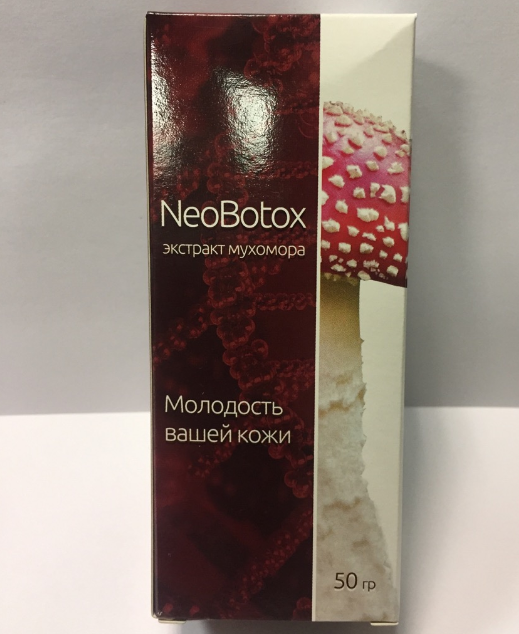 NeoBotox
экстракт мухомора
Молодость
вашей кожи
50 гр